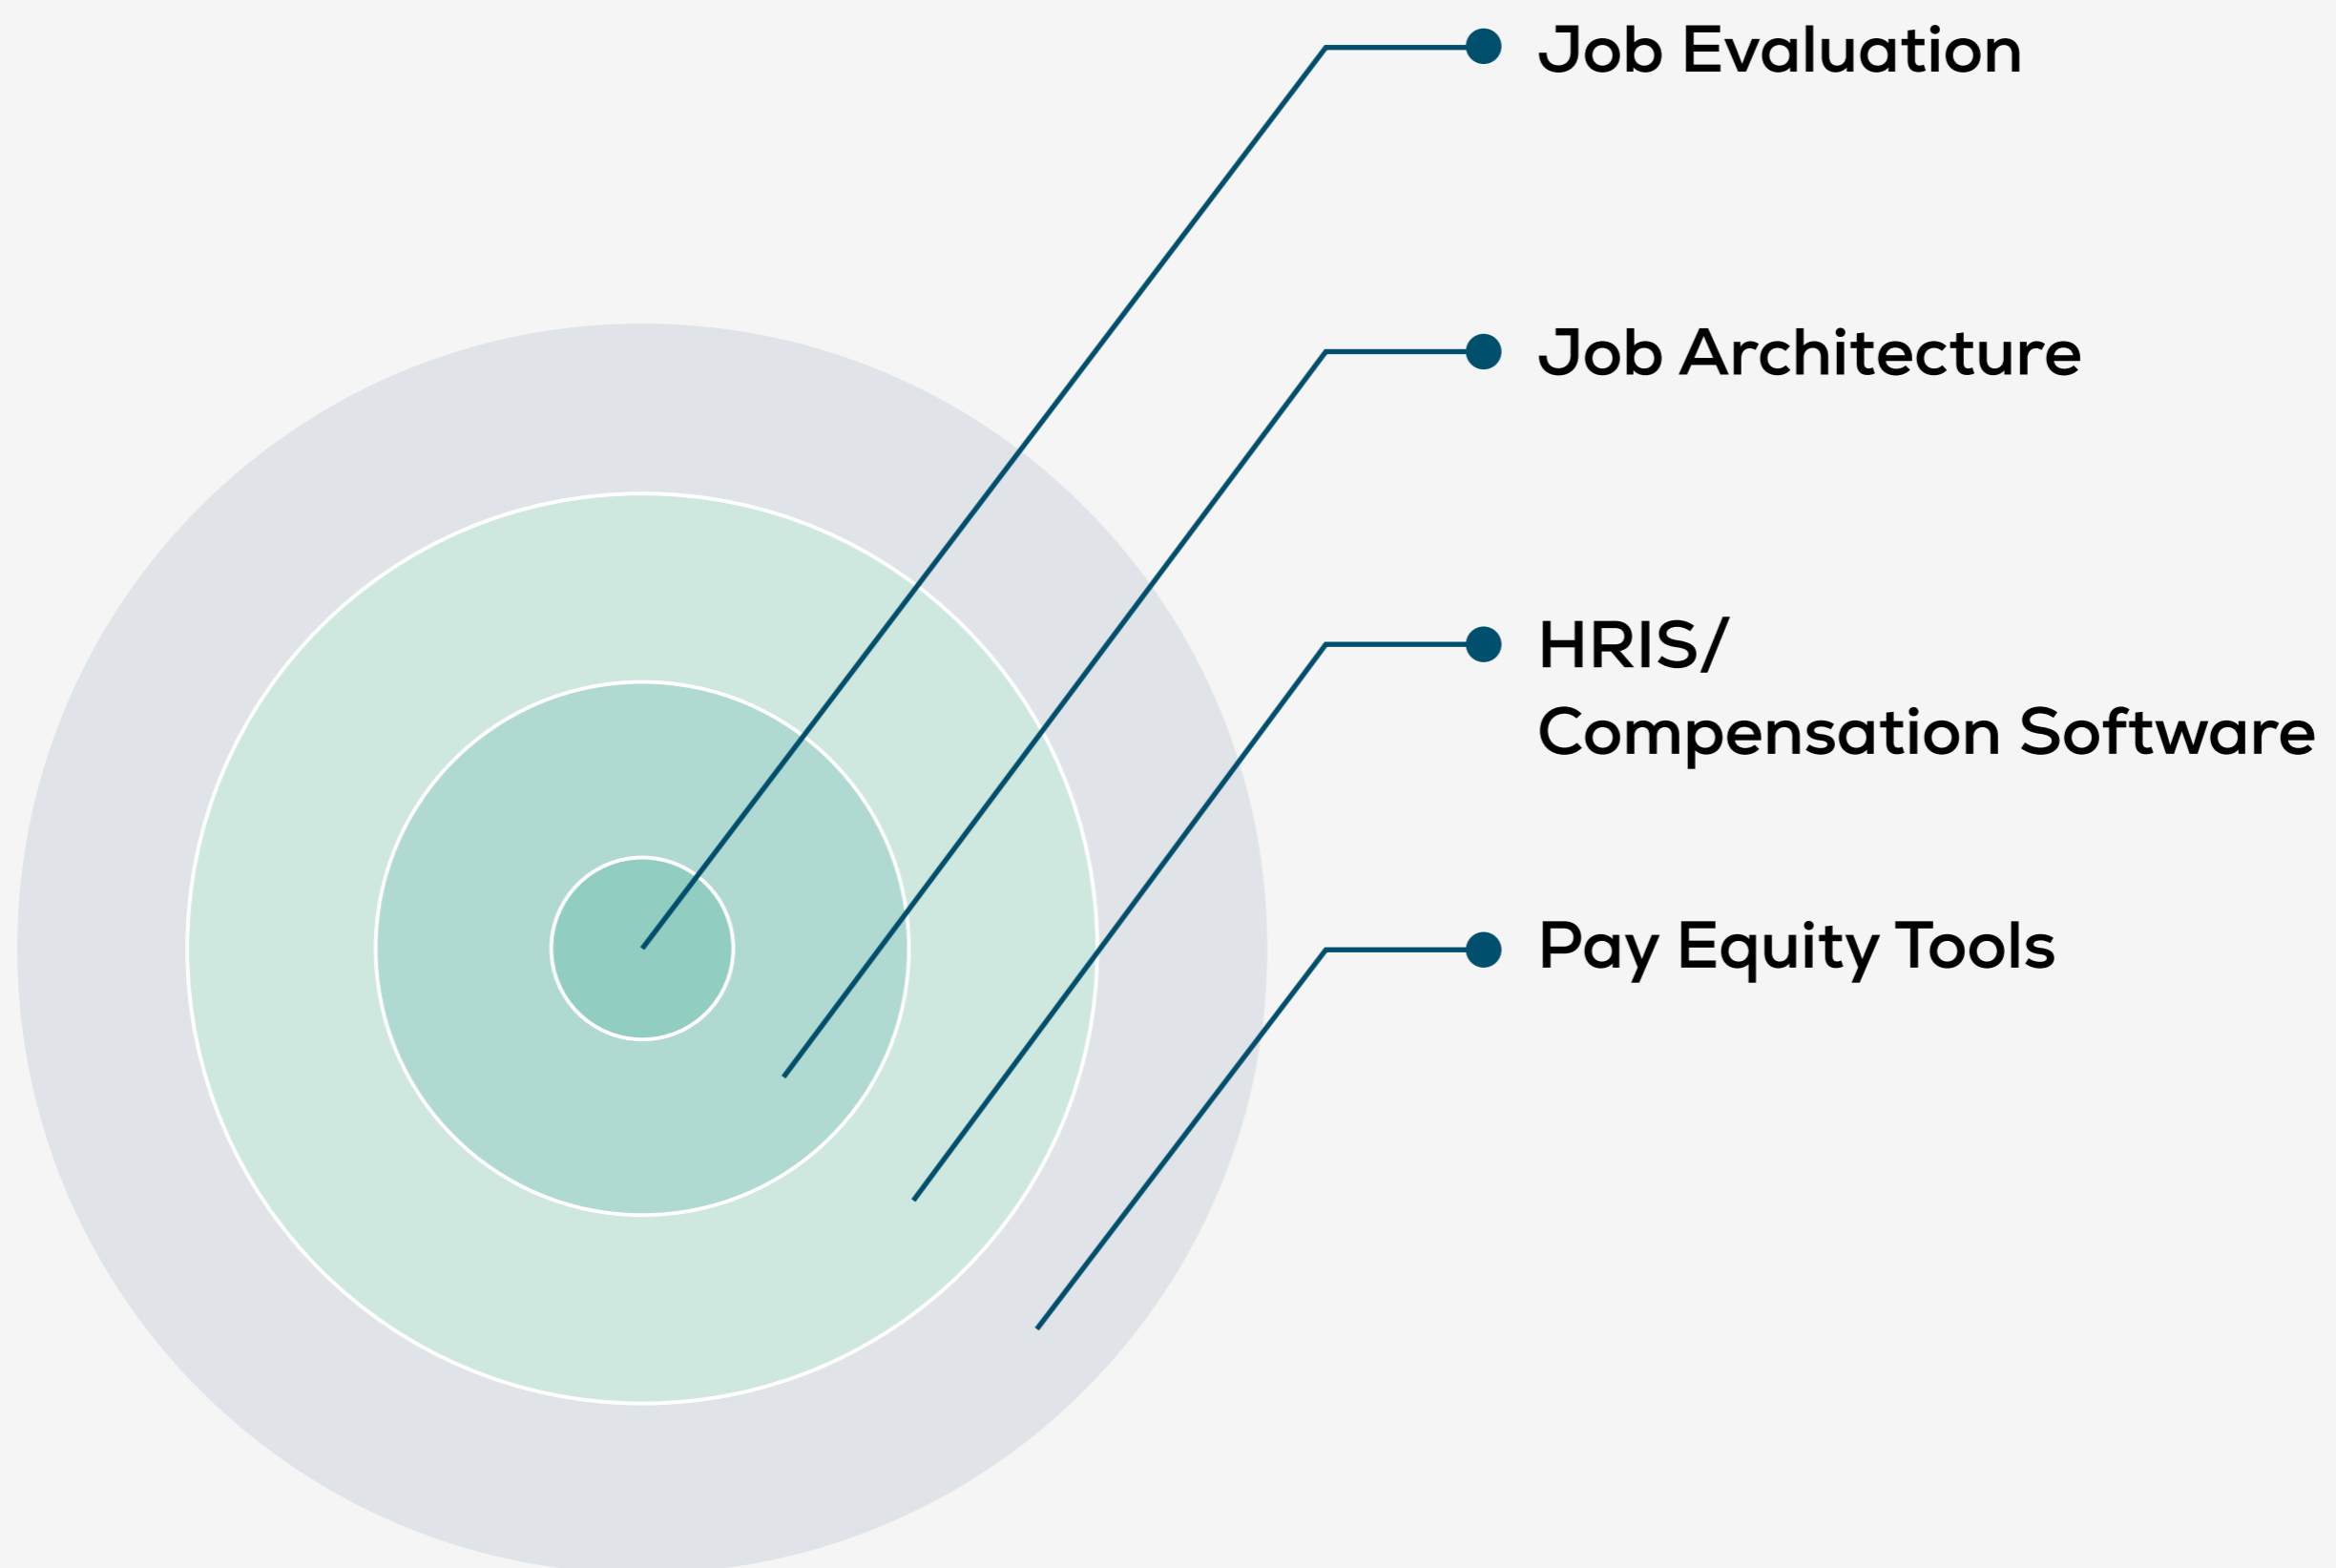 Job Evaluation
Job Architecture
HRIS/
Compensation Software
Pay Equity Tools